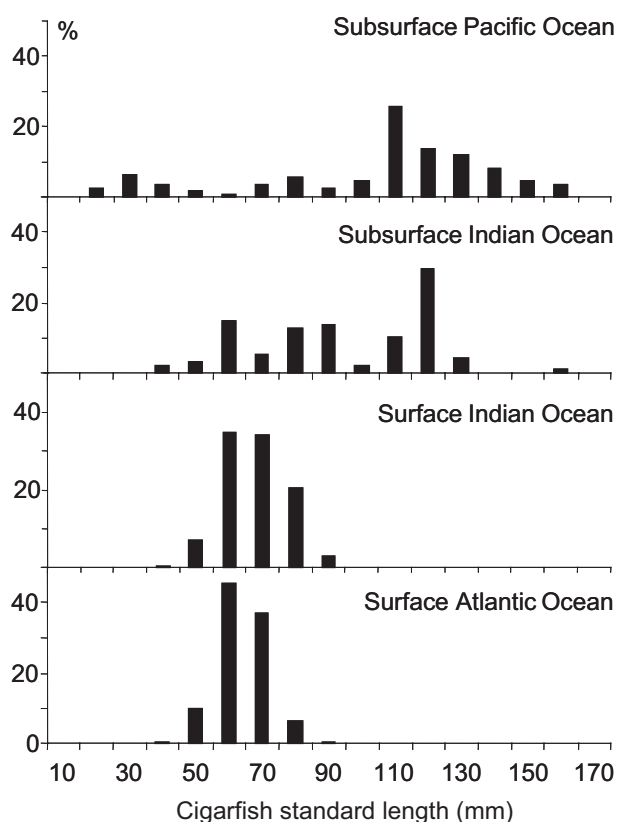 % Subsurface Pacific Ocean
40
20
Subsurface Indian Ocean
40
20
Surface Indian Ocean
40
20
Surface Atlantic Ocean
40
20
0
10 30 50 70 90 110 130 150 170
Cigarfish standard length (mm)